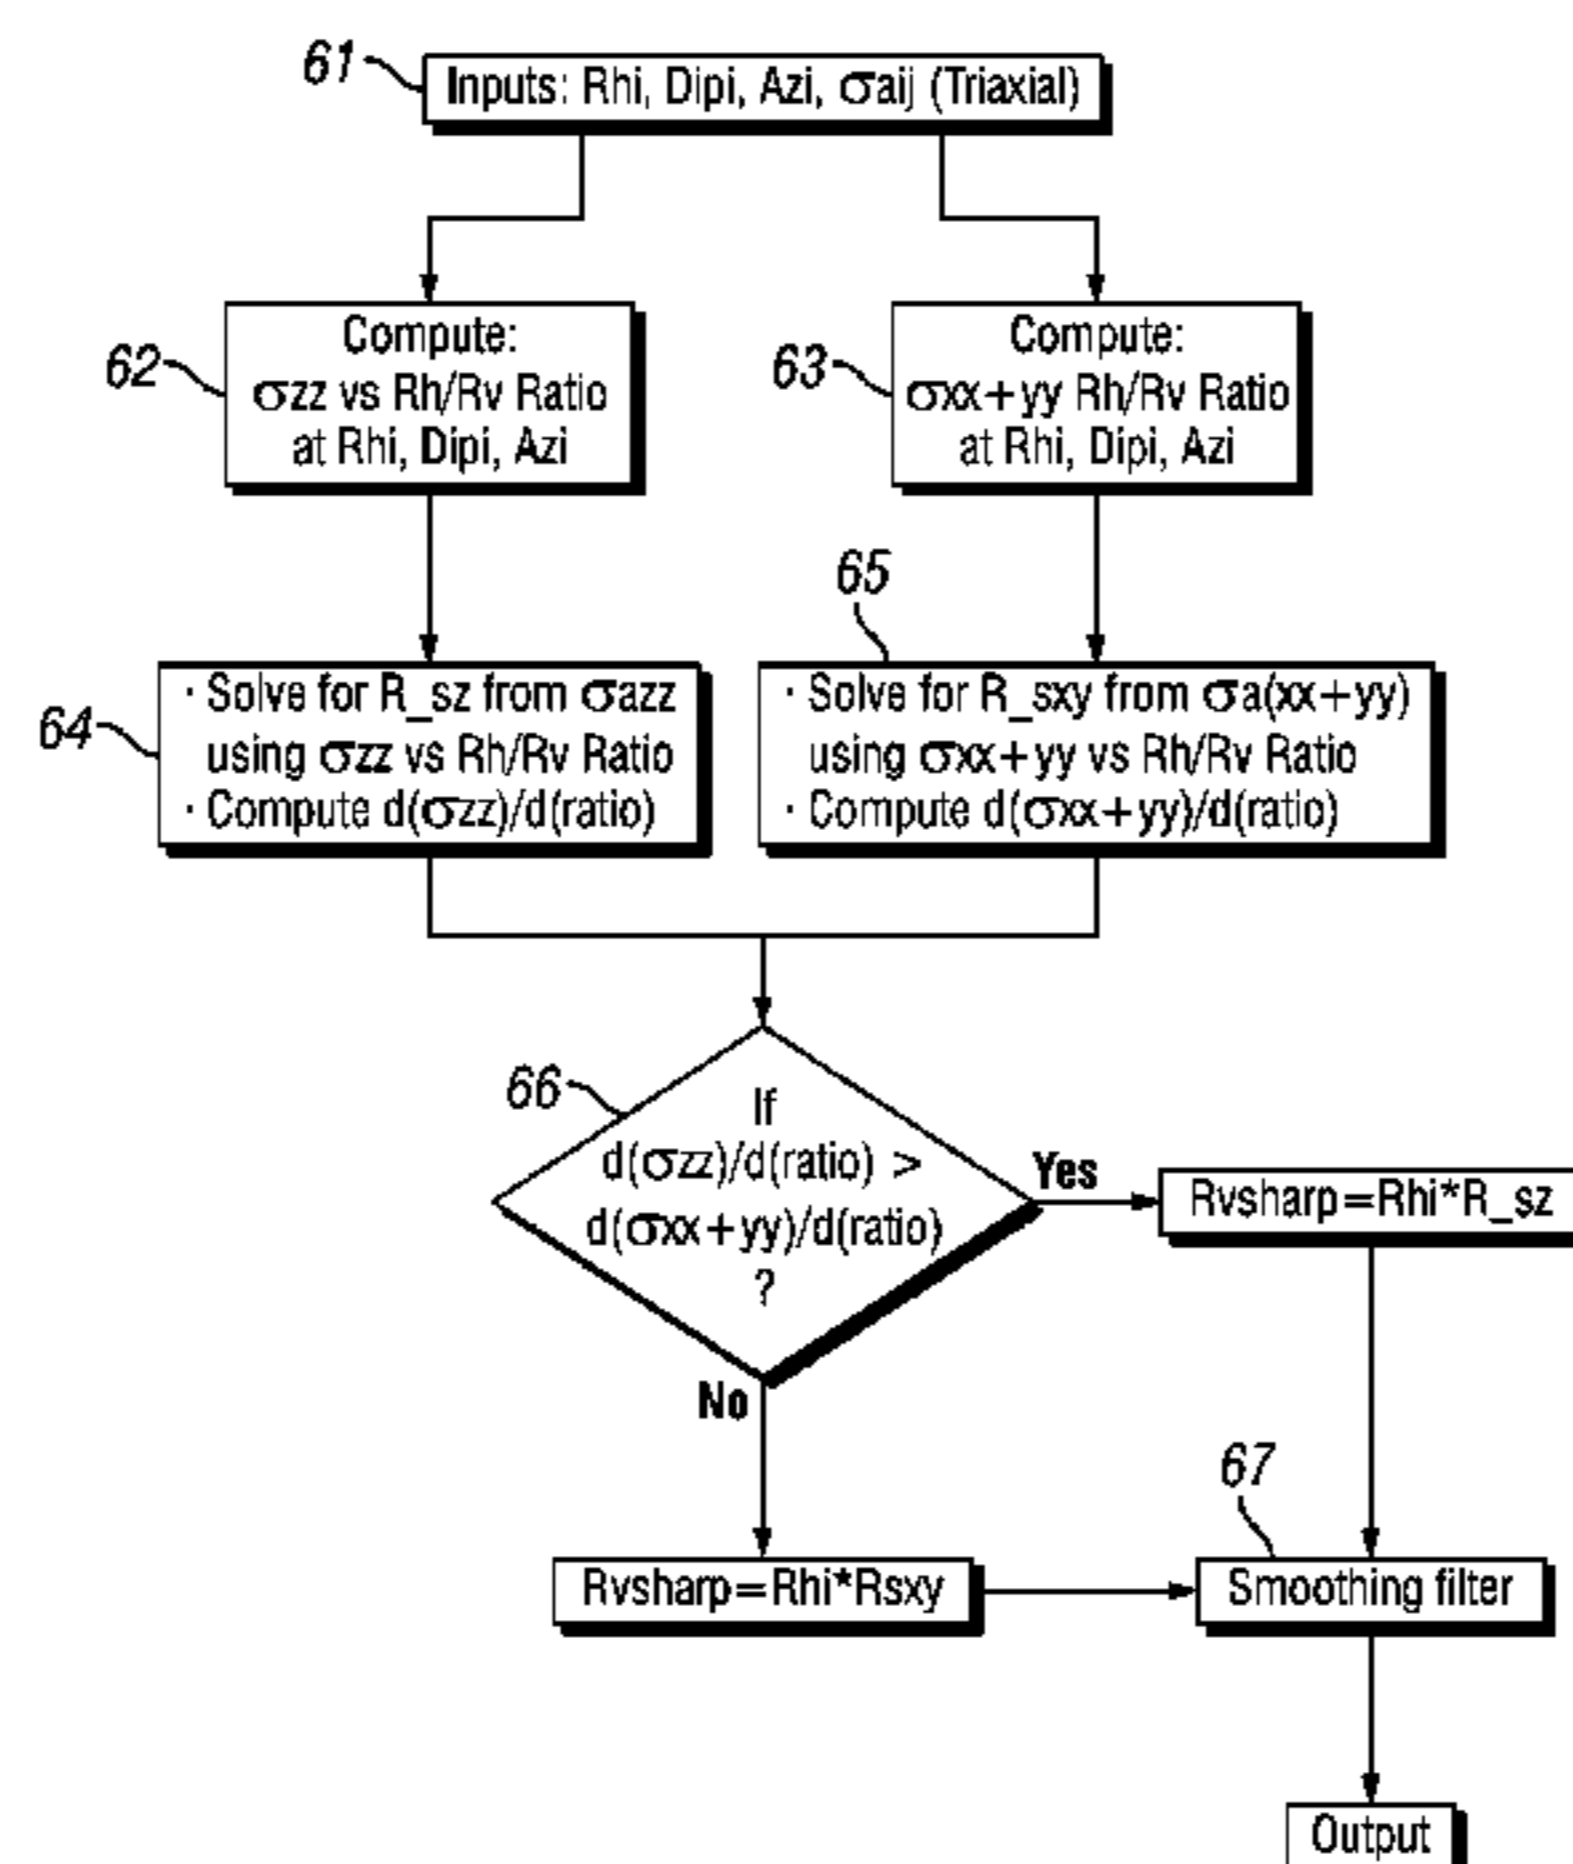 61
Inputs: Rhi, Dipi, Azi, σaij (Triaxial)
62
Compute:
σzz vs Rh/Rv Ratio
at Rhi, Dipi, Azi
63
Compute:
σxx+yy Rh/Rv Ratio
at Rhi, Dipi, Azi
64
· Solve for R_sz from σazz
using σzz vs Rh/Rv Ratio
· Compute d(σzz)/d(ratio)
65
· Solve for R_sxy from σa(xx+yy)
using σxx+yy vs Rh/Rv Ratio
· Compute d(σxx+yy)/d(ratio)
66
If
d(σzz)/d(ratio) >
d(σxx+yy)/d(ratio)
?
Yes
Rvsharp=Rhi*R_sz
No
Rvsharp=Rhi*Rsxy
67
Smoothing filter
Output